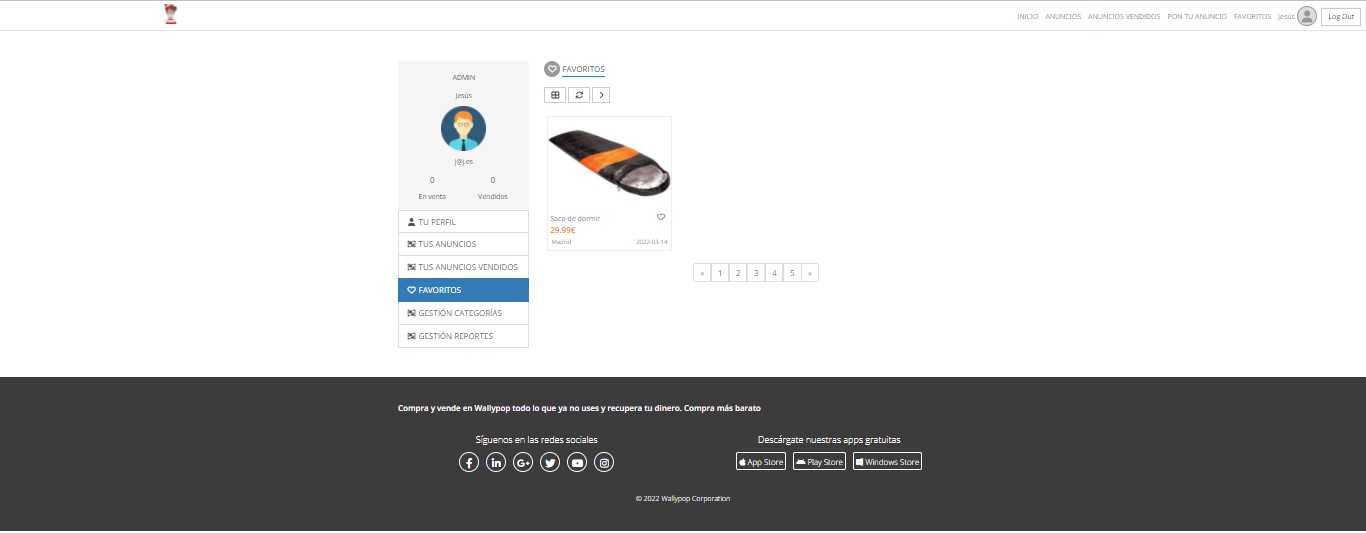 INICIO ANUNCIOS ANUNCIOS VENDIDOS PON TU ANUNCIO FAVORITOS Jesús Log Out
ADMIN
Jesús
j@j.es
0 0
En venta Vendidos
TU PERFIL
TUS ANUNCIOS
TUS ANUNCIOS VENDIDOS
FAVORITOS
GESTIÓN CATEGORÍAS
GESTIÓN REPORTES
FAVORITOS
Saco de dormir
29.99€
Madrid 2022-03-14
« 1 2 3 4 5 »
Compra y vende en Wallypop todo lo que ya no uses y recupera tu dinero. Compra más barato
Síguenos en las redes sociales
Descárgate nuestras apps gratuitas
App Store Play Store Windows Store
© 2022 Wallypop Corporation